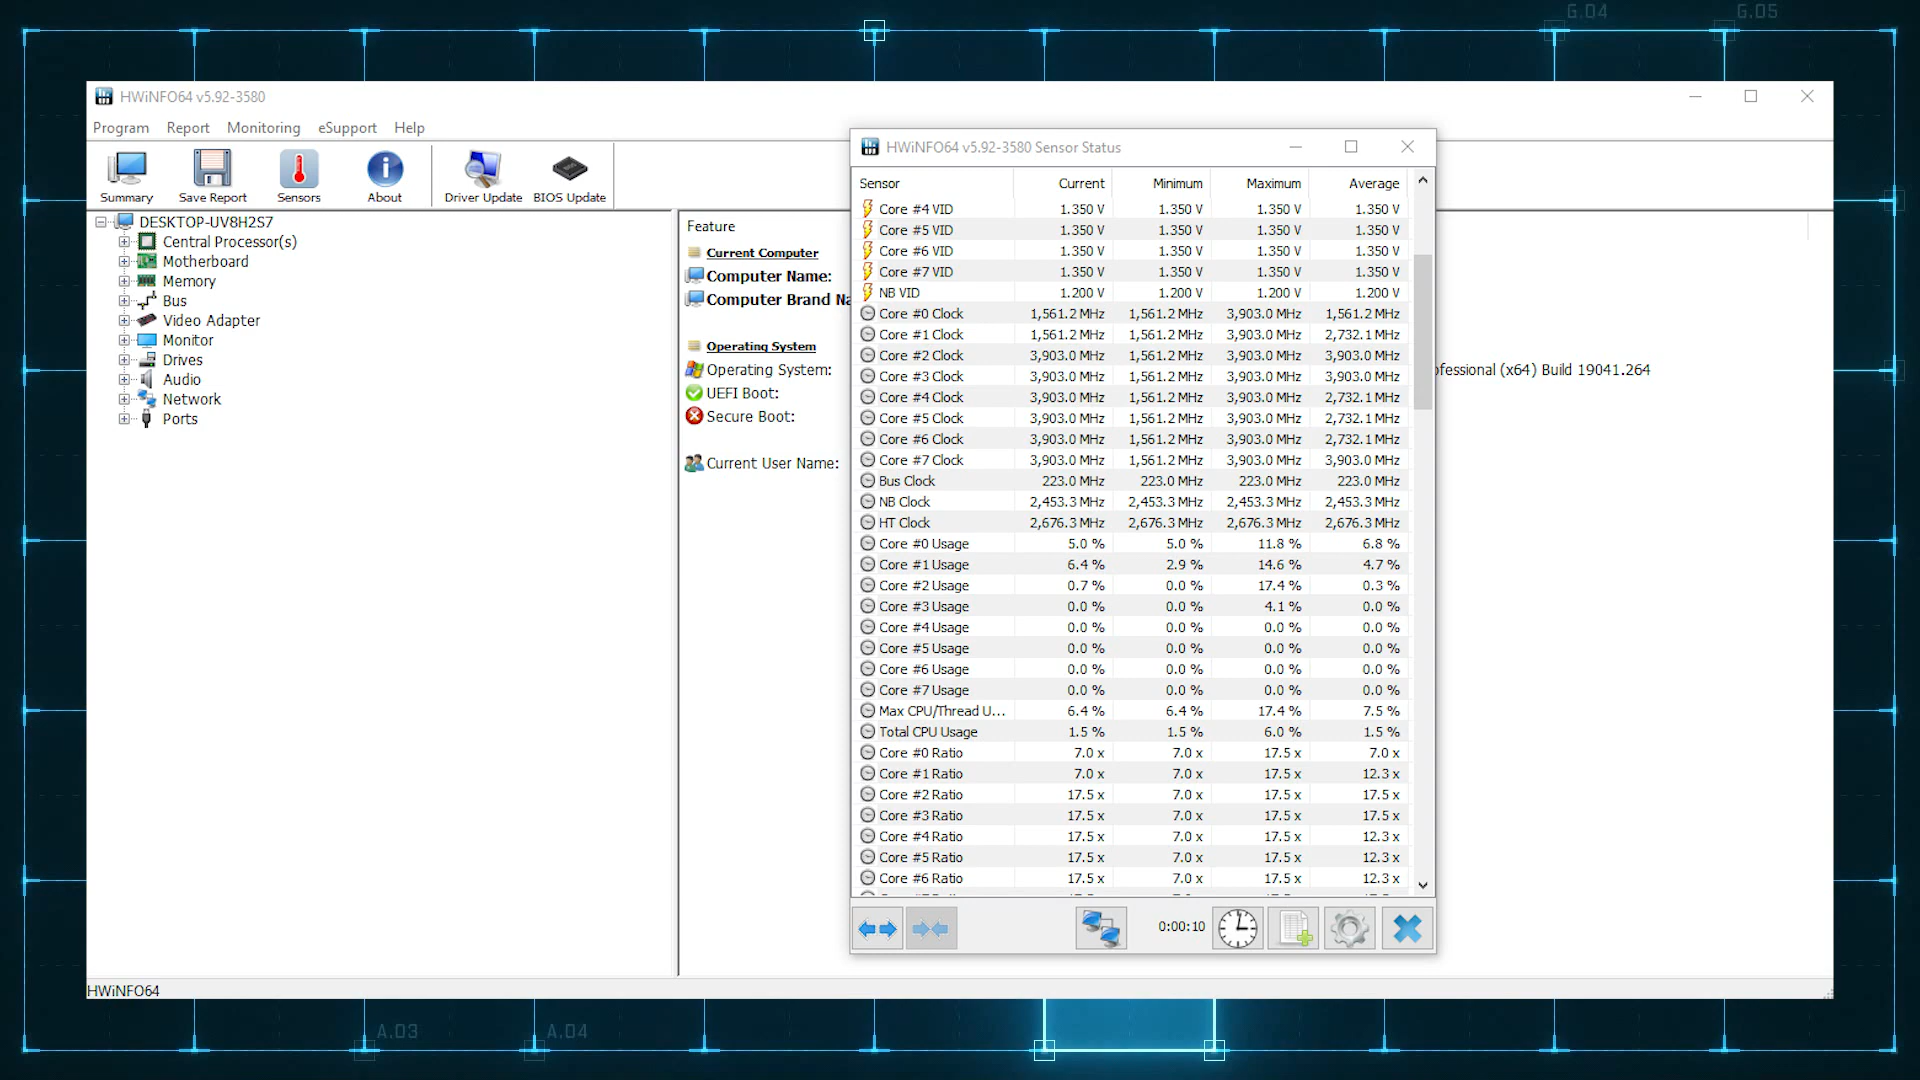 G.04 G.05
HWiNFO64 v5.92-3580
Program Report Monitoring eSupport Help
Summary Save Report Sensors About Driver Update BIOS Update
DESKTOP-UV8H2S7
Central Processor(s)
Motherboard
Memory
Bus
Video Adapter
Monitor
Drives
Audio
Network
Ports
Feature
Current Computer
Computer Name:
Computer Brand Na
Operating System
Operating System:
UEFI Boot:
Secure Boot:
Current User Name:
ofessional (x64) Build 19041.264
HWiNFO64 v5.92-3580 Sensor Status
Sensor Current Minimum Maximum Average
Core #4 VID 1.350 V 1.350 V 1.350 V 1.350 V
Core #5 VID 1.350 V 1.350 V 1.350 V 1.350 V
Core #6 VID 1.350 V 1.350 V 1.350 V 1.350 V
Core #7 VID 1.350 V 1.350 V 1.350 V 1.350 V
NB VID 1.200 V 1.200 V 1.200 V 1.200 V
Core #0 Clock 1,561.2 MHz 1,561.2 MHz 3,903.0 MHz 1,561.2 MHz
Core #1 Clock 1,561.2 MHz 1,561.2 MHz 3,903.0 MHz 2,732.1 MHz
Core #2 Clock 3,903.0 MHz 1,561.2 MHz 3,903.0 MHz 3,903.0 MHz
Core #3 Clock 3,903.0 MHz 1,561.2 MHz 3,903.0 MHz 3,903.0 MHz
Core #4 Clock 3,903.0 MHz 1,561.2 MHz 3,903.0 MHz 2,732.1 MHz
Core #5 Clock 3,903.0 MHz 1,561.2 MHz 3,903.0 MHz 2,732.1 MHz
Core #6 Clock 3,903.0 MHz 1,561.2 MHz 3,903.0 MHz 2,732.1 MHz
Core #7 Clock 3,903.0 MHz 1,561.2 MHz 3,903.0 MHz 3,903.0 MHz
Bus Clock 223.0 MHz 223.0 MHz 223.0 MHz 223.0 MHz
NB Clock 2,453.3 MHz 2,453.3 MHz 2,453.3 MHz 2,453.3 MHz
HT Clock 2,676.3 MHz 2,676.3 MHz 2,676.3 MHz 2,676.3 MHz
Core #0 Usage 5.0 % 5.0 % 11.8 % 6.8 %
Core #1 Usage 6.4 % 2.9 % 14.6 % 4.7 %
Core #2 Usage 0.7 % 0.0 % 17.4 % 0.3 %
Core #3 Usage 0.0 % 0.0 % 4.1 % 0.0 %
Core #4 Usage 0.0 % 0.0 % 0.0 % 0.0 %
Core #5 Usage 0.0 % 0.0 % 0.0 % 0.0 %
Core #6 Usage 0.0 % 0.0 % 0.0 % 0.0 %
Core #7 Usage 0.0 % 0.0 % 0.0 % 0.0 %
Max CPU/Thread U... 6.4 % 6.4 % 17.4 % 7.5 %
Total CPU Usage 1.5 % 1.5 % 6.0 % 1.5 %
Core #0 Ratio 7.0 x 7.0 x 17.5 x 7.0 x
Core #1 Ratio 7.0 x 7.0 x 17.5 x 12.3 x
Core #2 Ratio 17.5 x 7.0 x 17.5 x 17.5 x
Core #3 Ratio 17.5 x 7.0 x 17.5 x 17.5 x
Core #4 Ratio 17.5 x 7.0 x 17.5 x 12.3 x
Core #5 Ratio 17.5 x 7.0 x 17.5 x 12.3 x
Core #6 Ratio 17.5 x 7.0 x 17.5 x 12.3 x
0:00:10
HWiNFO64
A.03 A.04